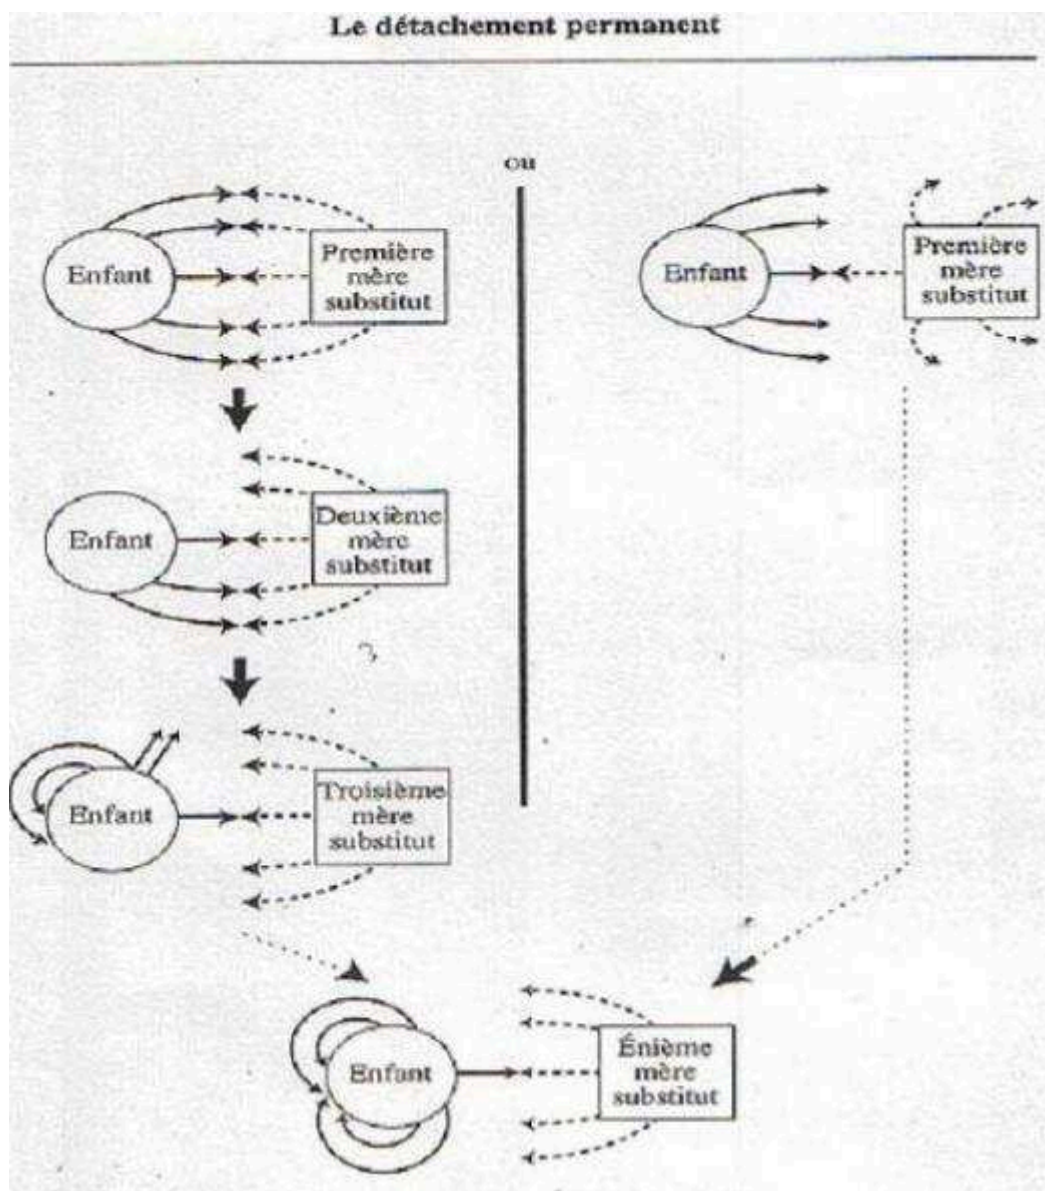 Le détachement permanent
ou
Enfant
Première
mère
substitut
Enfant
Première
mère
substitut
Enfant
Deuxième
mère
substitut
Enfant
Troisième
mère
substitut
Enfant
Énième
mère
substitut